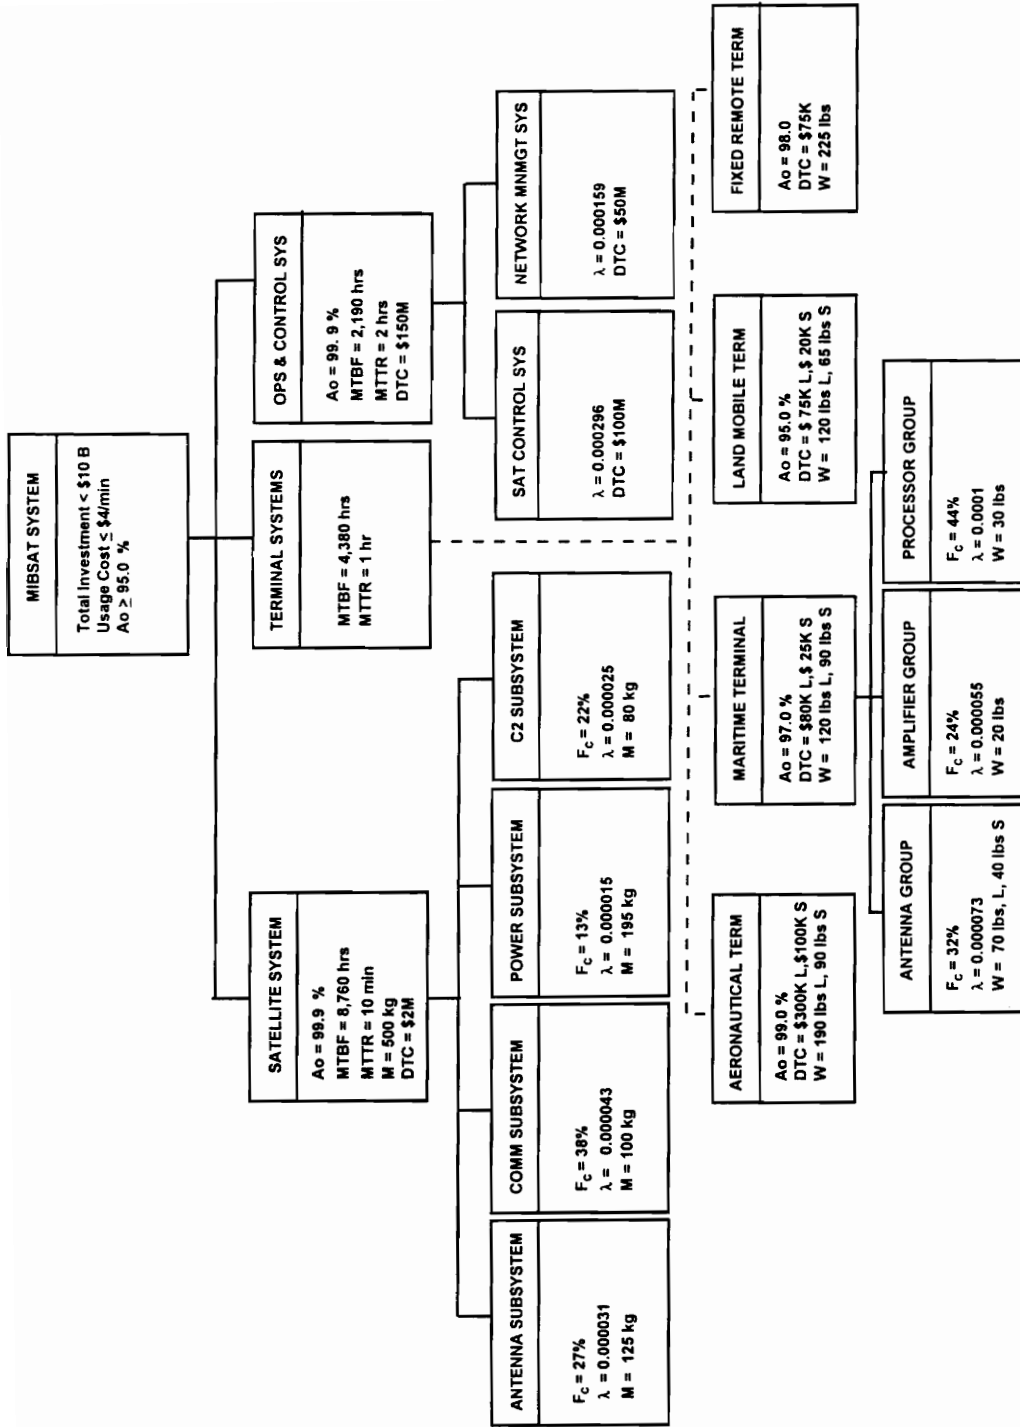 MIBSAT SYSTEM
Total Investment < $10 B
Usage Cost ≤ $4/min
Ao ≥ 95.0 %
SATELLITE SYSTEM
Ao = 99.9 %
MTBF = 8,760 hrs
MTTR = 10 min
M = 500 kg
DTC = $2M
TERMINAL SYSTEMS
MTBF = 4,380 hrs
MTTR = 1 hr
OPS & CONTROL SYS
Ao = 99. 9 %
MTBF = 2,190 hrs
MTTR = 2 hrs
DTC = $150M
ANTENNA SUBSYSTEM
Fc = 27%
λ = 0.000031
M = 125 kg
COMM SUBSYSTEM
Fc = 38%
λ = 0.000043
M = 100 kg
POWER SUBSYSTEM
Fc = 13%
λ = 0.000015
M = 195 kg
C2 SUBSYSTEM
Fc = 22%
λ = 0.000025
M = 80 kg
SAT CONTROL SYS
λ = 0.000296
DTC = $100M
NETWORK MNMGT SYS
λ = 0.000159
DTC = $50M
AERONAUTICAL TERM
Ao = 99.0 %
DTC = $300K L,$100K S
W = 190 lbs L, 90 lbs S
MARITIME TERMINAL
Ao = 97.0 %
DTC = $80K L,$ 25K S
W = 120 lbs L, 90 lbs S
LAND MOBILE TERM
Ao = 95.0 %
DTC = $ 75K L,$ 20K S
W = 120 lbs L, 65 lbs S
FIXED REMOTE TERM
Ao = 98.0
DTC = $75K
W = 225 lbs
ANTENNA GROUP
Fc = 32%
λ = 0.000073
W = 70 lbs, L, 40 lbs S
AMPLIFIER GROUP
Fc = 24%
λ = 0.000055
W = 20 lbs
PROCESSOR GROUP
Fc = 44%
λ = 0.0001
W = 30 lbs